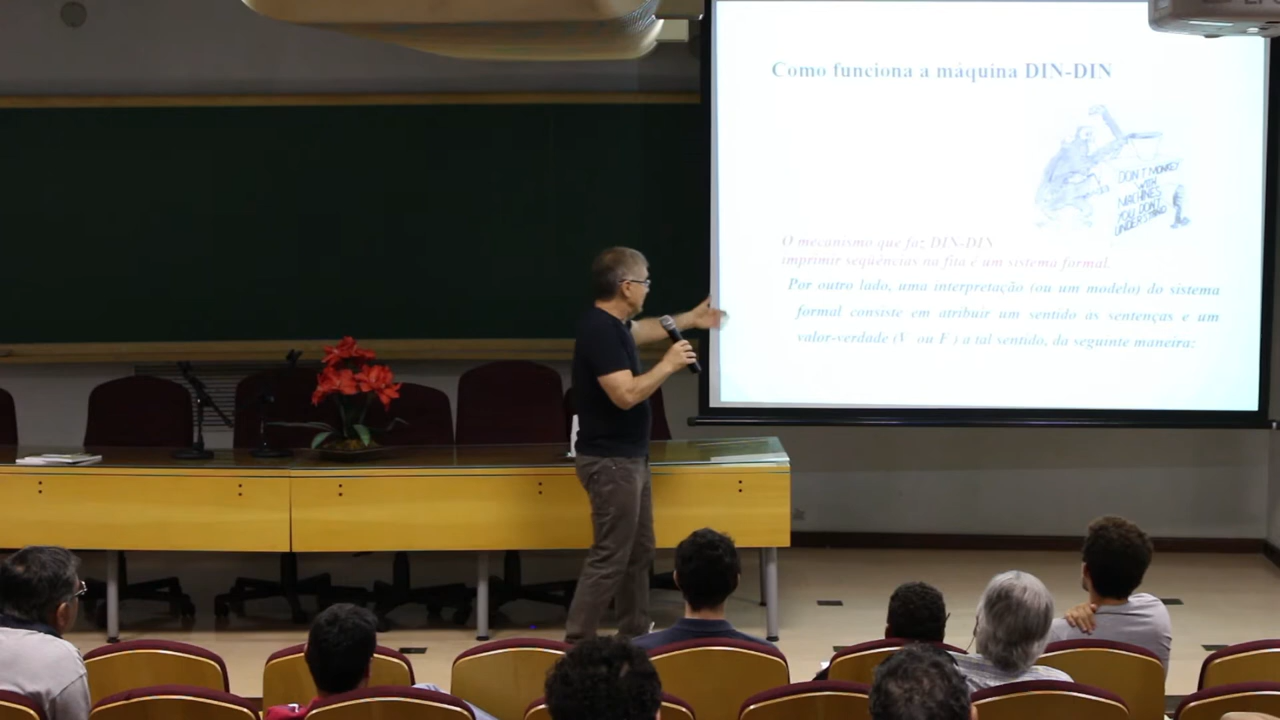 Como funciona a máquina DIN-DIN
DON'T MONKEY
WITH
MACHINES
YOU DON'T
UNDERSTAND
O mecanismo que faz DIN-DIN
imprimir sequências na fita é um sistema formal.
Por outro lado, uma interpretação (ou um modelo) do sistema
formal consiste em atribuir um sentido às sentenças e um
valor-verdade (V ou F ) a tal sentido, da seguinte maneira: